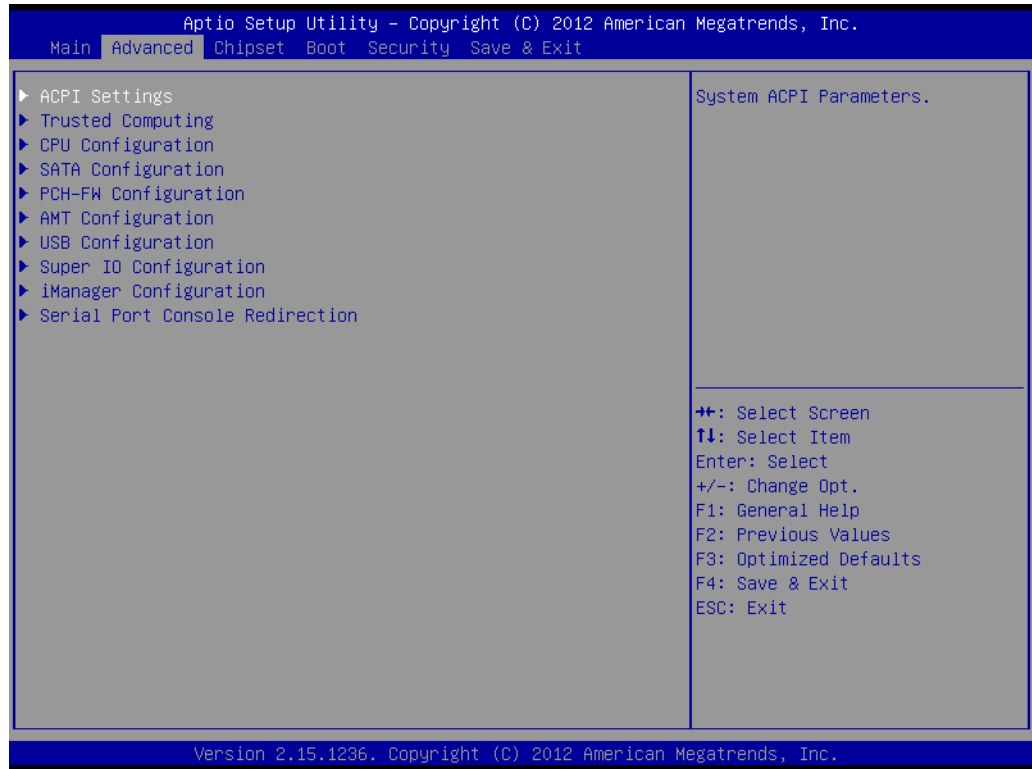 Aptio Setup Utility – Copyright (C) 2012 American Megatrends, Inc.
Main Advanced Chipset Boot Security Save & Exit
ACPI Settings
Trusted Computing
CPU Configuration
SATA Configuration
PCH-FW Configuration
AMT Configuration
USB Configuration
Super IO Configuration
iManager Configuration
Serial Port Console Redirection
System ACPI Parameters.
→←: Select Screen
↑↓: Select Item
Enter: Select
+/-: Change Opt.
F1: General Help
F2: Previous Values
F3: Optimized Defaults
F4: Save & Exit
ESC: Exit
Version 2.15.1236. Copyright (C) 2012 American Megatrends, Inc.